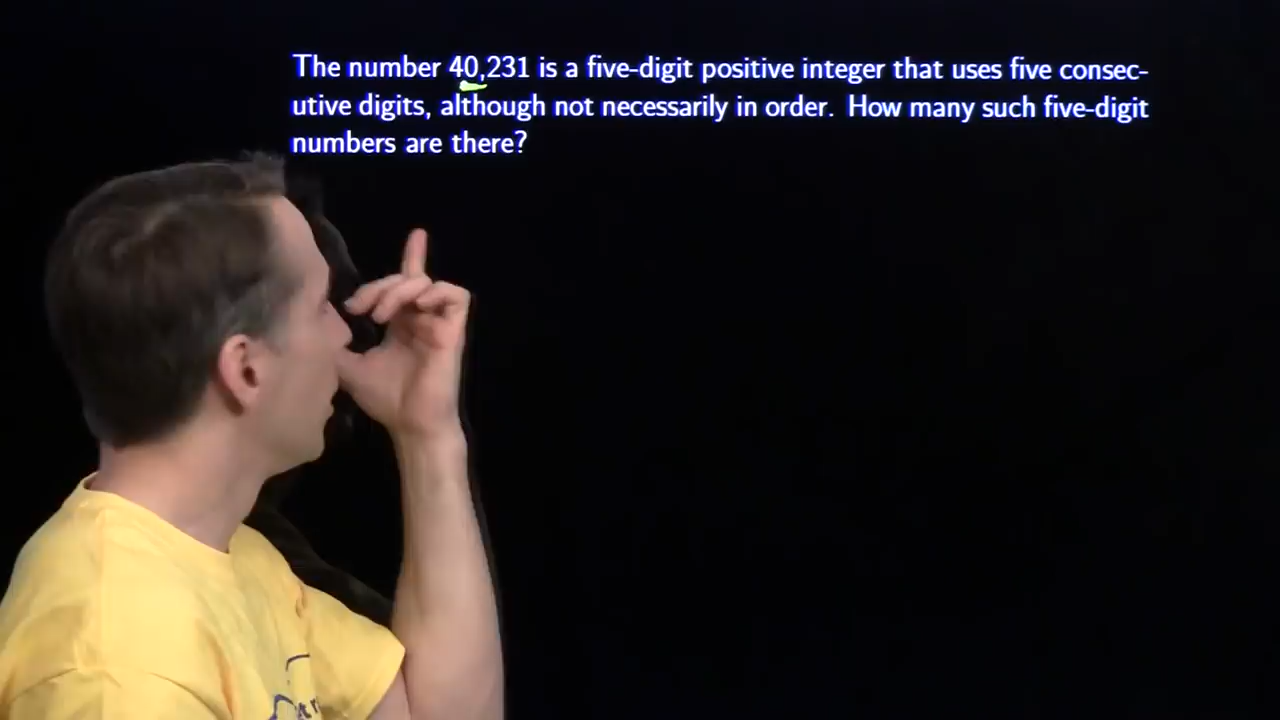 The number 40,231 is a five-digit positive integer that uses five consec-
utive digits, although not necessarily in order. How many such five-digit
numbers are there?